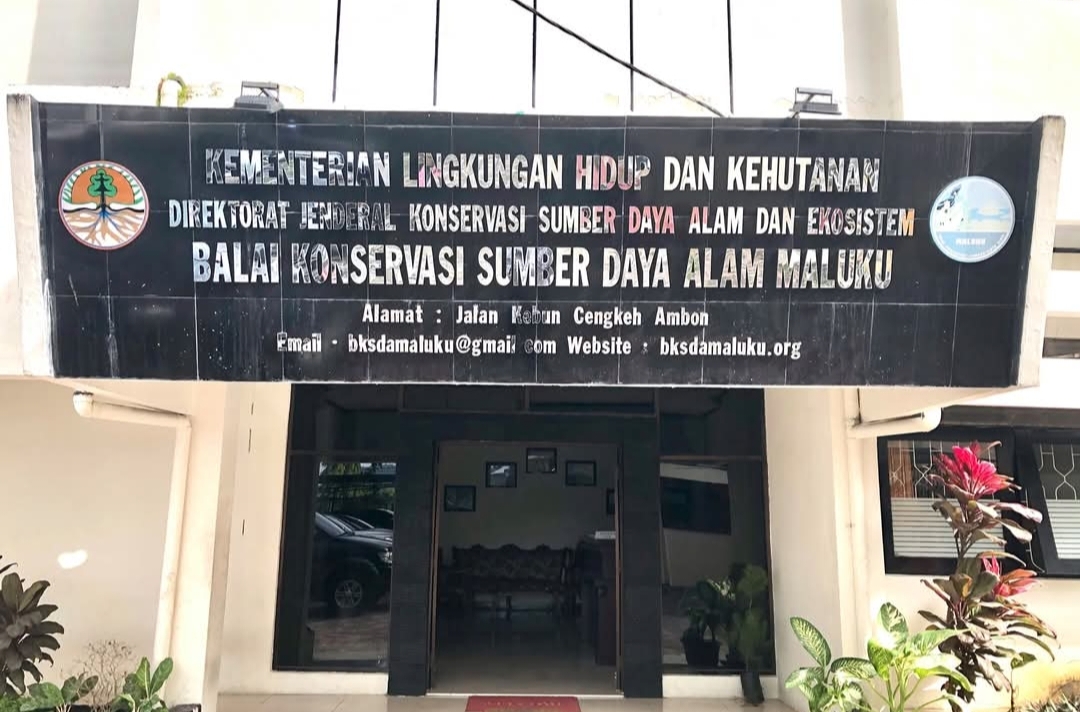 KEMENTERIAN LINGKUNGAN HIDUP DAN KEHUTANAN
DIREKTORAT JENDERAL KONSERVASI SUMBER DAYA ALAM DAN EKOSISTEM
BALAI KONSERVASI SUMBER DAYA ALAM MALUKU
MALUKU
Alamat : Jalan Kebun Cengkeh Ambon
Email : bksdamaluku@gmail.com Website : bksdamaluku.org